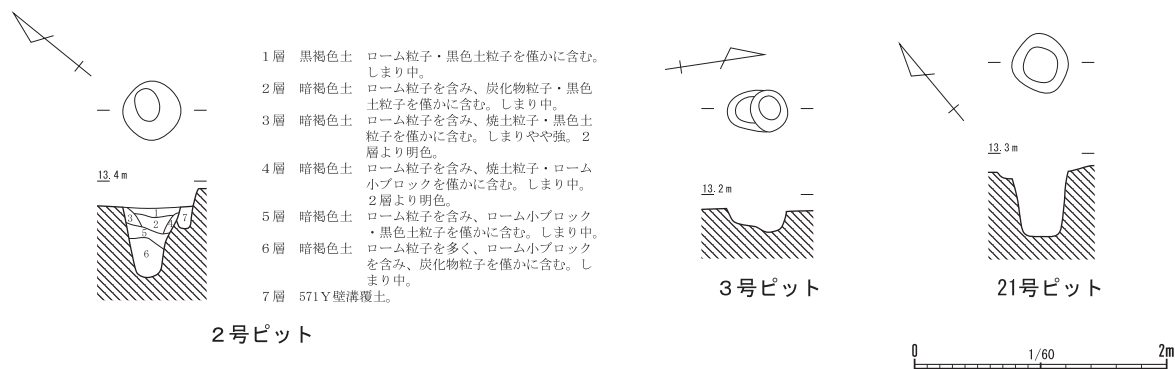 1層　黒褐色土　ローム粒子・黒色土粒子を僅かに含む。
しまり中。
2層　暗褐色土　ローム粒子を含み、炭化物粒子・黒色
土粒子を僅かに含む。しまり中。
3層　暗褐色土　ローム粒子を含み、焼土粒子・黒色土
粒子を僅かに含む。しまりやや強。2
層より明色。
4層　暗褐色土　ローム粒子を含み、焼土粒子・ローム
小ブロックを僅かに含む。しまり中。
2層より明色。
5層　暗褐色土　ローム粒子を含み、ローム小ブロック
・黒色土粒子を僅かに含む。しまり中。
6層　暗褐色土　ローム粒子を多く、ローム小ブロック
を含み、炭化物粒子を僅かに含む。し
まり中。
7層　571Y壁溝覆土。
13.4m
1
3
2
4
7
5
6
2号ピット
13.2m
3号ピット
13.3m
21号ピット
0
1/60
2m